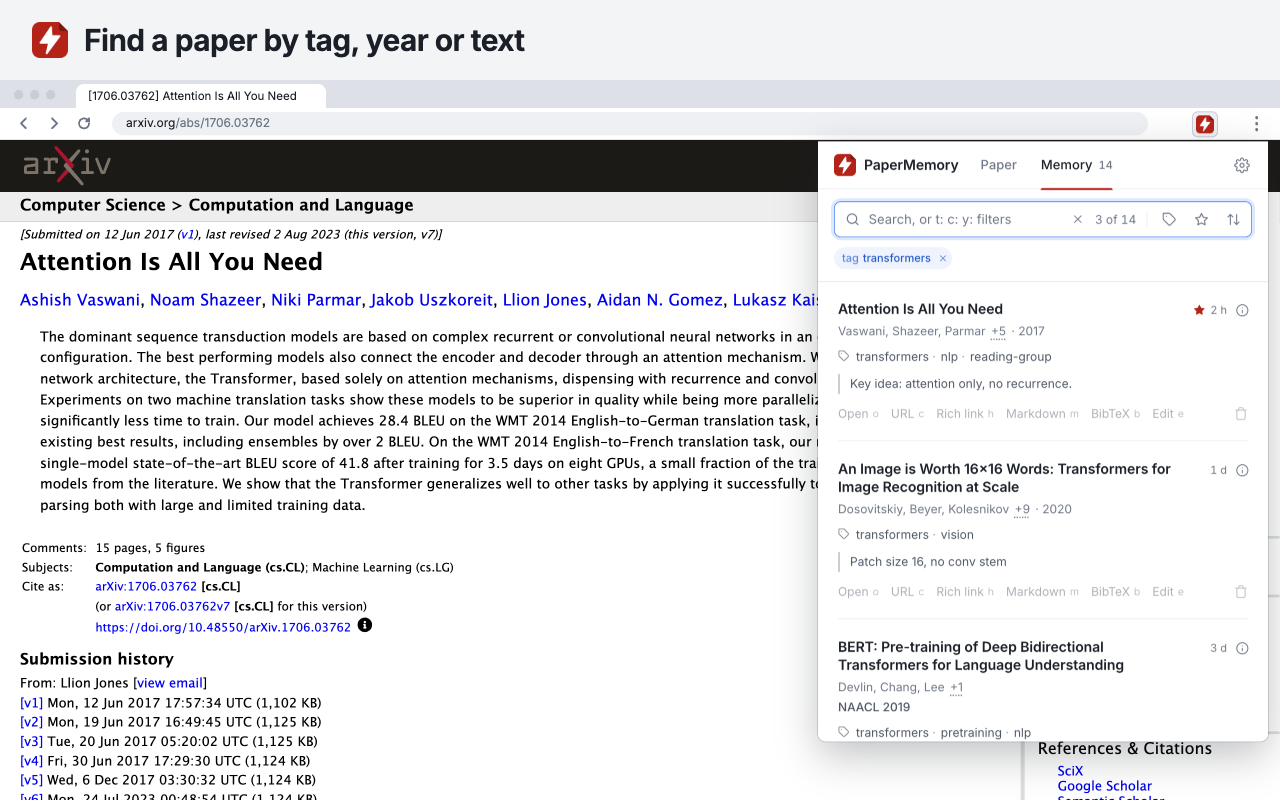 Find a paper by tag, year or text
[1706.03762] Attention Is All You Need
arxiv.org/abs/1706.03762
arXiv
Computer Science > Computation and Language
[Submitted on 12 Jun 2017 (v1), last revised 2 Aug 2023 (this version, v7)]
Attention Is All You Need
Ashish Vaswani, Noam Shazeer, Niki Parmar, Jakob Uszkoreit, Llion Jones, Aidan N. Gomez, Lukasz
The dominant sequence transduction models are based on complex recurrent or convolutional neural networks in an
configuration. The best performing models also connect the encoder and decoder through an attention mechanism.
network architecture, the Transformer, based solely on attention mechanisms, dispensing with recurrence and
Experiments on two machine translation tasks show these models to be superior in quality while being more
significantly less time to train. Our model achieves 28.4 BLEU on the WMT 2014 English-to-German translation task,
existing best results, including ensembles by over 2 BLEU. On the WMT 2014 English-to-French translation task, our
single-model state-of-the-art BLEU score of 41.8 after training for 3.5 days on eight GPUs, a small fraction of the
models from the literature. We show that the Transformer generalizes well to other tasks by applying it successfully
parsing both with large and limited training data.
Comments: 15 pages, 5 figures
Subjects: Computation and Language (cs.CL); Machine Learning (cs.LG)
Cite as: arXiv:1706.03762 [cs.CL]
(or arXiv:1706.03762v7 [cs.CL] for this version)
https://doi.org/10.48550/arXiv.1706.03762
Submission history
From: Llion Jones [view email]
[v1] Mon, 12 Jun 2017 17:57:34 UTC (1,102 KB)
[v2] Mon, 19 Jun 2017 16:49:45 UTC (1,125 KB)
[v3] Tue, 20 Jun 2017 05:20:02 UTC (1,125 KB)
[v4] Fri, 30 Jun 2017 17:29:30 UTC (1,124 KB)
[v5] Wed, 6 Dec 2017 03:30:32 UTC (1,124 KB)
[v6] Mon, 24 Jul 2023 00:48:54 UTC (1,124 KB)
PaperMemory Paper Memory 14
Search, or t: c: y: filters × 3 of 14
tag transformers ×
Attention Is All You Need 2 h
Vaswani, Shazeer, Parmar +5 · 2017
transformers · nlp · reading-group
Key idea: attention only, no recurrence.
Open o URL c Rich link h Markdown m BibTeX b Edit e
An Image is Worth 16×16 Words: Transformers for 1 d
Image Recognition at Scale
Dosovitskiy, Beyer, Kolesnikov +9 · 2020
transformers · vision
Patch size 16, no conv stem
Open o URL c Rich link h Markdown m BibTeX b Edit e
BERT: Pre-training of Deep Bidirectional 3 d
Transformers for Language Understanding
Devlin, Chang, Lee +1
NAACL 2019
transformers · pretraining · nlp
References & Citations
SciX
Google Scholar
Semantic Scholar